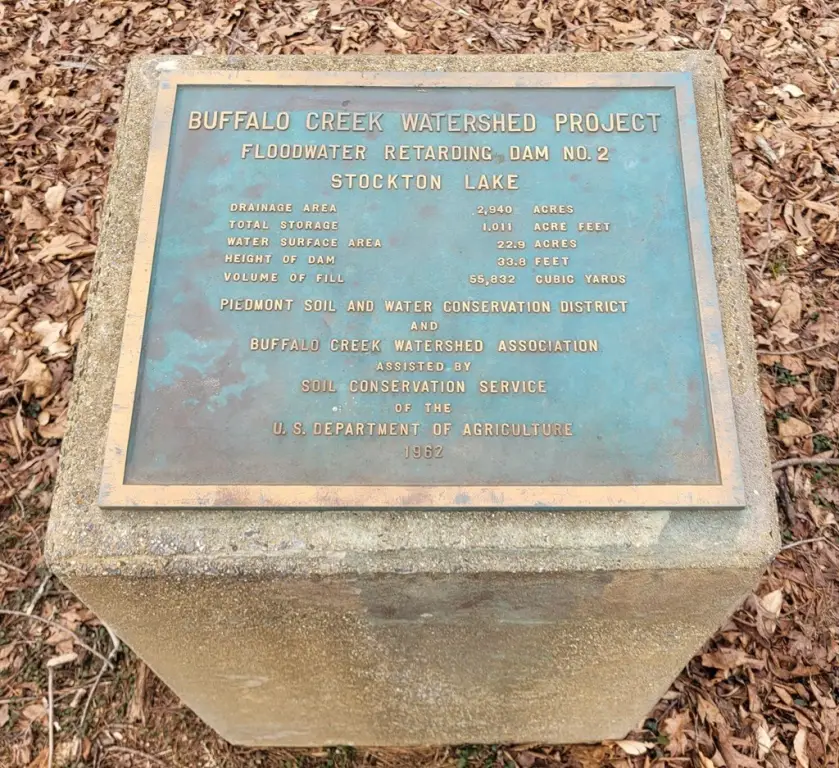 BUFFALO CREEK WATERSHED PROJECT
FLOODWATER RETARDING DAM NO. 2
STOCKTON LAKE
DRAINAGE AREA 2,940 ACRES
TOTAL STORAGE 1,011 ACRE FEET
WATER SURFACE AREA 22.9 ACRES
HEIGHT OF DAM 33.8 FEET
VOLUME OF FILL 55,832 CUBIC YARDS
PIEDMONT SOIL AND WATER CONSERVATION DISTRICT
AND
BUFFALO CREEK WATERSHED ASSOCIATION
ASSISTED BY
SOIL CONSERVATION SERVICE
OF THE
U. S. DEPARTMENT OF AGRICULTURE
1962